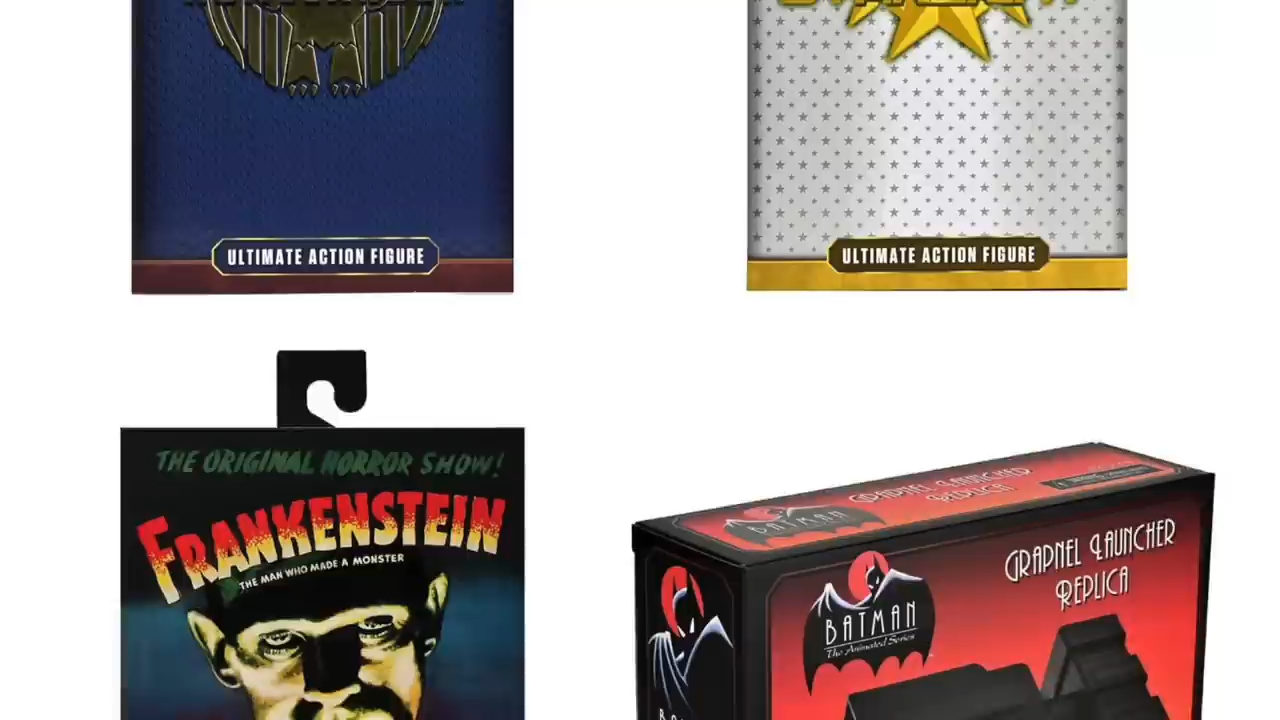 ULTIMATE ACTION FIGURE
ULTIMATE ACTION FIGURE
THE ORIGINAL HORROR SHOW!
FRANKENSTEIN
THE MAN WHO MADE A MONSTER
GRAPNEL LAUNCHER
REPLICA
BATMAN
GRAPNEL LAUNCHER
REPLICA
BATMAN
The Animated Series